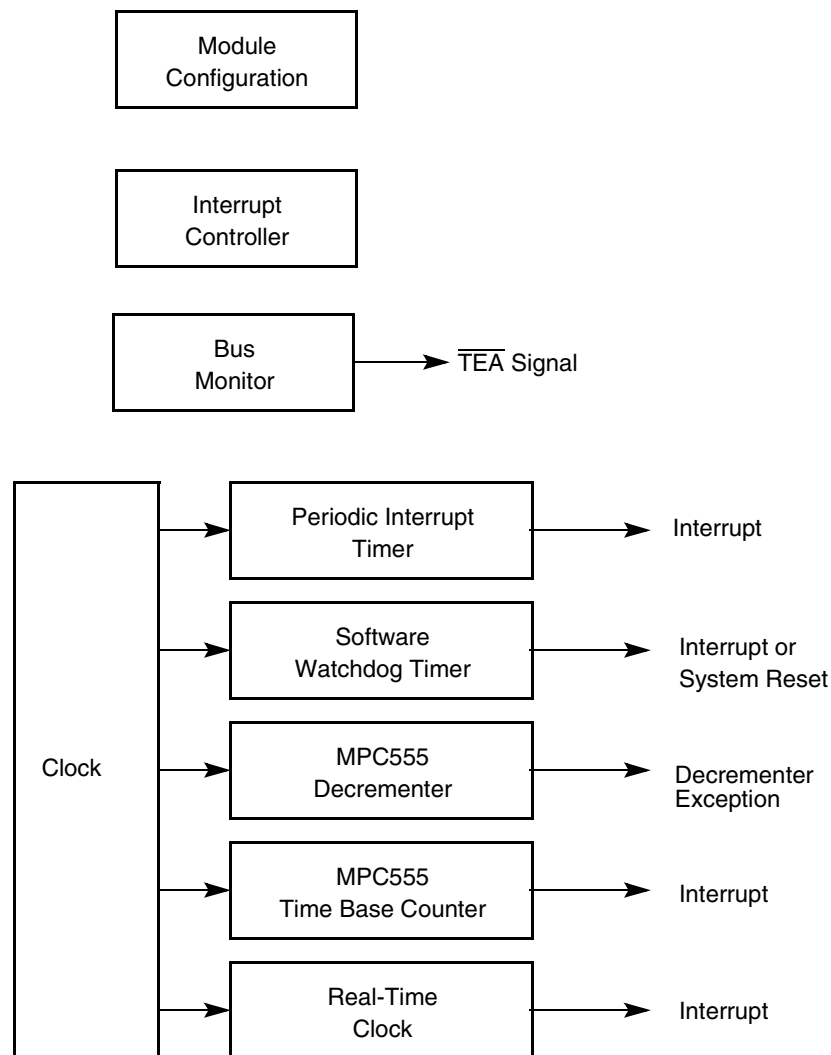 Module
Configuration
Interrupt
Controller
Bus
Monitor
T̅E̅A̅ Signal
Periodic Interrupt
Timer
Interrupt
Software
Watchdog Timer
Interrupt or
System Reset
Clock
MPC555
Decrementer
Decrementer
Exception
MPC555
Time Base Counter
Interrupt
Real-Time
Clock
Interrupt